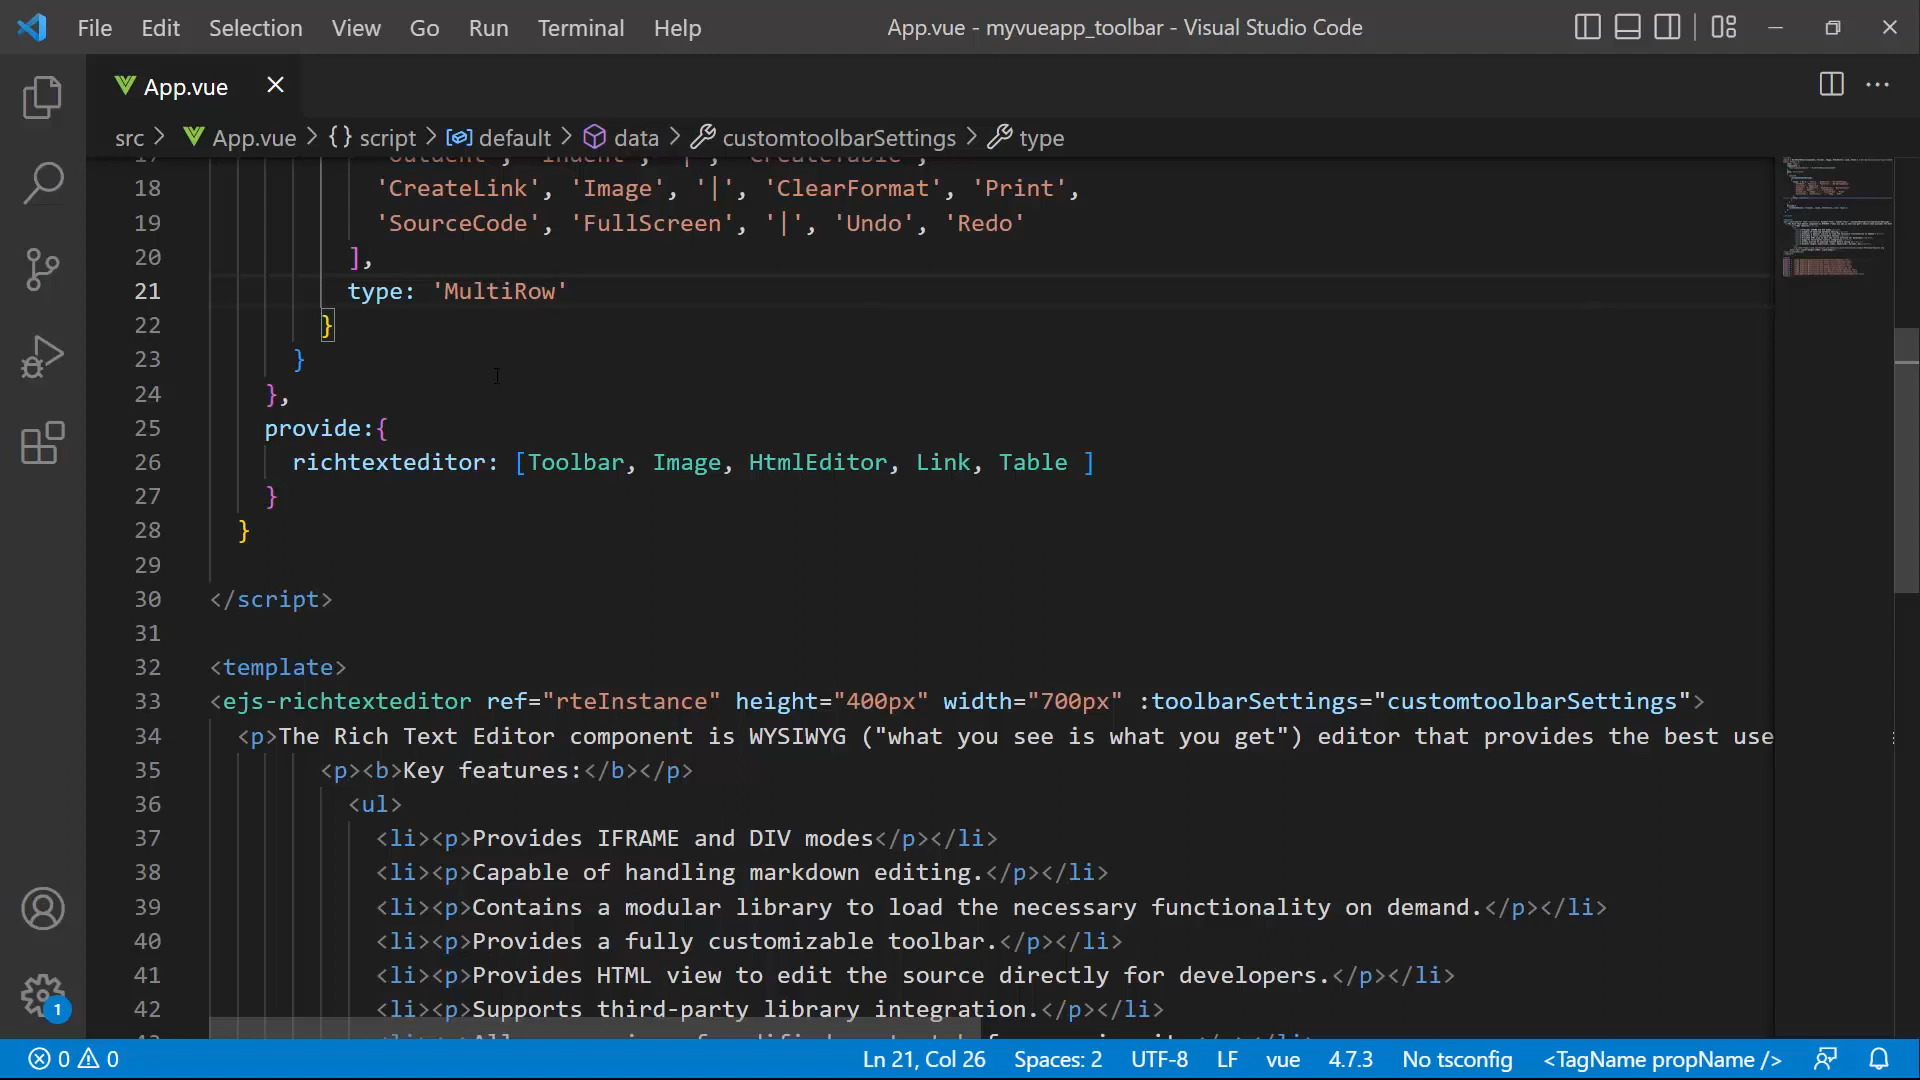 File Edit Selection View Go Run Terminal Help App.vue - myvueapp_toolbar - Visual Studio Code
App.vue
src > App.vue > {} script > default > data > customtoolbarSettings > type
17 'Outdent', 'Indent', '|', 'CreateTable',
18 'CreateLink', 'Image', '|', 'ClearFormat', 'Print',
19 'SourceCode', 'FullScreen', '|', 'Undo', 'Redo'
20 ],
21 type: 'MultiRow'
22 }
23 }
24 },
25 provide:{
26 richtexteditor: [Toolbar, Image, HtmlEditor, Link, Table ]
27 }
28 }
29
30 </script>
31
32 <template>
33 <ejs-richtexteditor ref="rteInstance" height="400px" width="700px" :toolbarSettings="customtoolbarSettings">
34 <p>The Rich Text Editor component is WYSIWYG ("what you see is what you get") editor that provides the best use
35 <p><b>Key features:</b></p>
36 <ul>
37 <li><p>Provides IFRAME and DIV modes</p></li>
38 <li><p>Capable of handling markdown editing.</p></li>
39 <li><p>Contains a modular library to load the necessary functionality on demand.</p></li>
40 <li><p>Provides a fully customizable toolbar.</p></li>
41 <li><p>Provides HTML view to edit the source directly for developers.</p></li>
42 <li><p>Supports third-party library integration.</p></li>
1
0 0 Ln 21, Col 26 Spaces: 2 UTF-8 LF vue 4.7.3 No tsconfig <TagName propName />